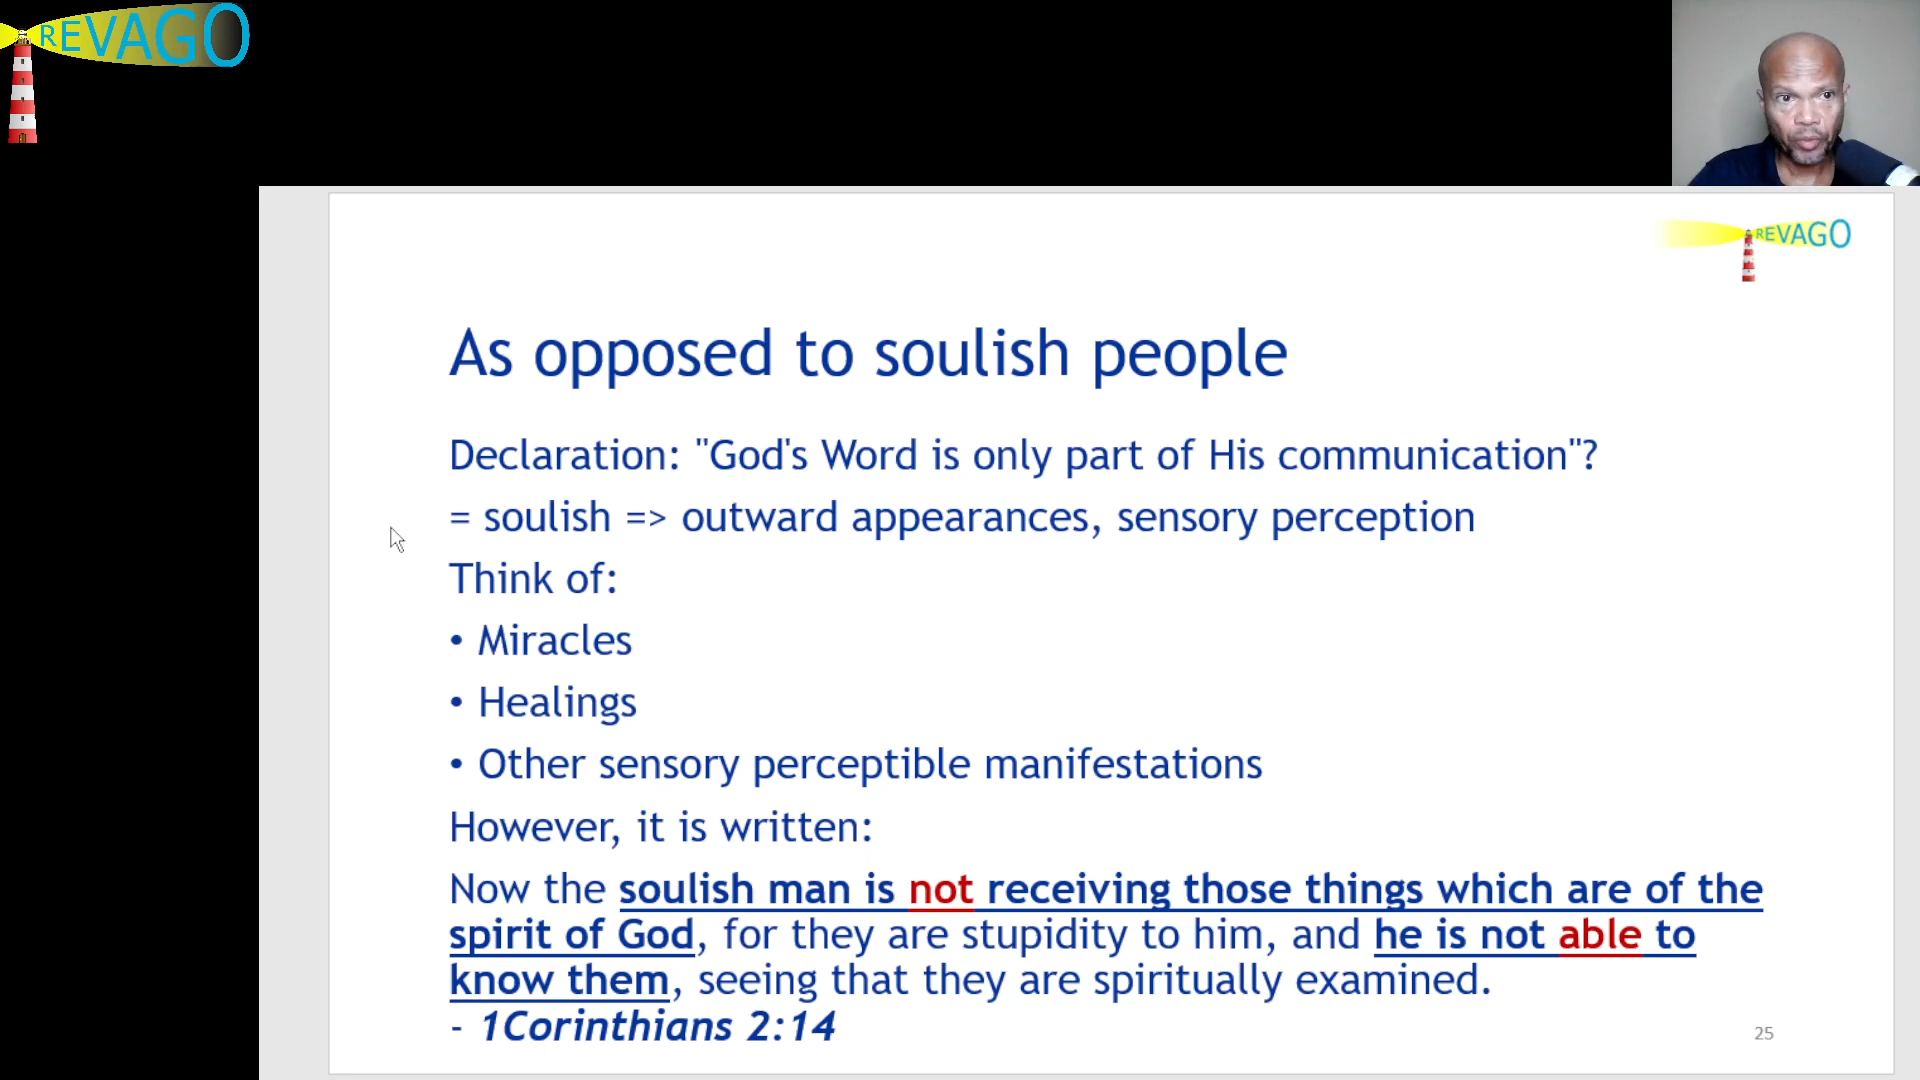 REVAGO
REVAGO
As opposed to soulish people
Declaration: "God's Word is only part of His communication"?
= soulish => outward appearances, sensory perception
Think of:
• Miracles
• Healings
• Other sensory perceptible manifestations
However, it is written:
Now the soulish man is not receiving those things which are of the
spirit of God, for they are stupidity to him, and he is not able to
know them, seeing that they are spiritually examined.
- 1Corinthians 2:14
25